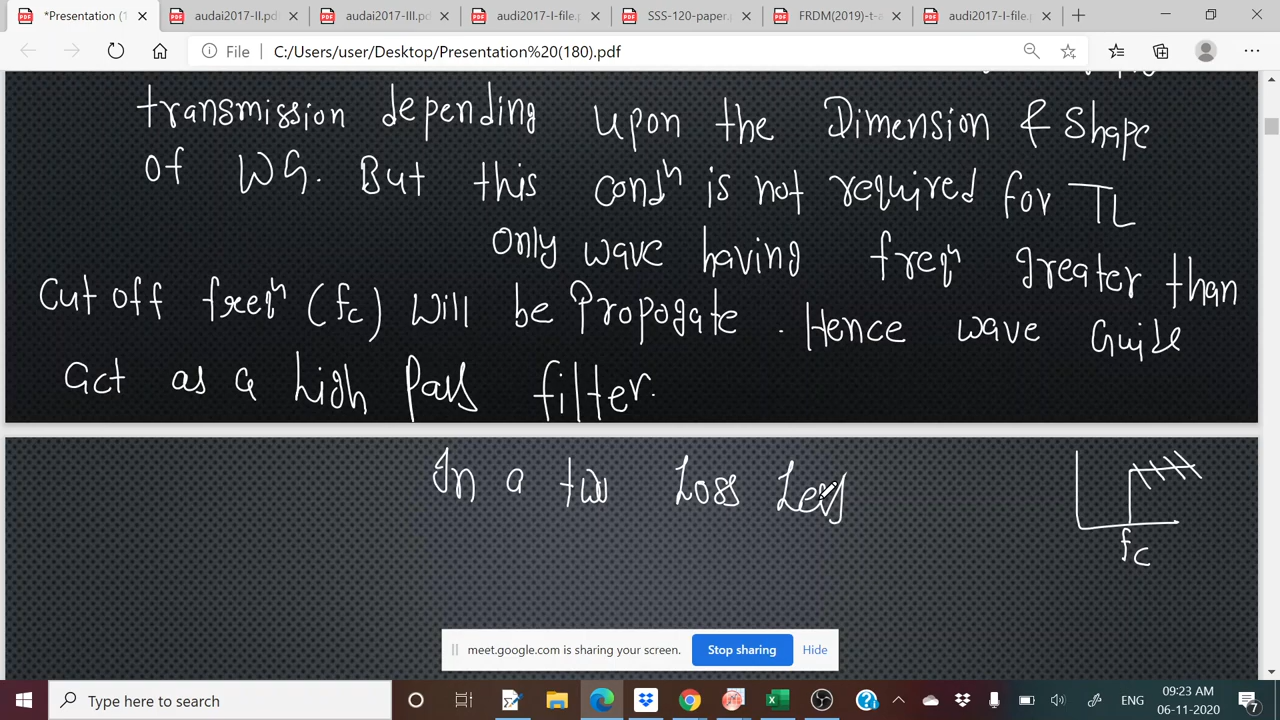 *Presentation (1
audai2017-II.pd
audai2017-III.pd
audi2017-I-file.p
SSS-120-paper.p
FRDM(2019)-t-a
audi2017-I-file.p
File
C:/Users/user/Desktop/Presentation%20(180).pdf
transmission depending Upon the Dimension & Shape
Of WG. But this condn is not required for TL
Only wave having freqn greater than
Cut off freqn (fc) Will be Propogate . Hence wave Guide
act as a high Pass filter.
In a two Loss Less
fc
meet.google.com is sharing your screen.
Stop sharing
Hide
Type here to search
ENG
09:23 AM
06-11-2020
7